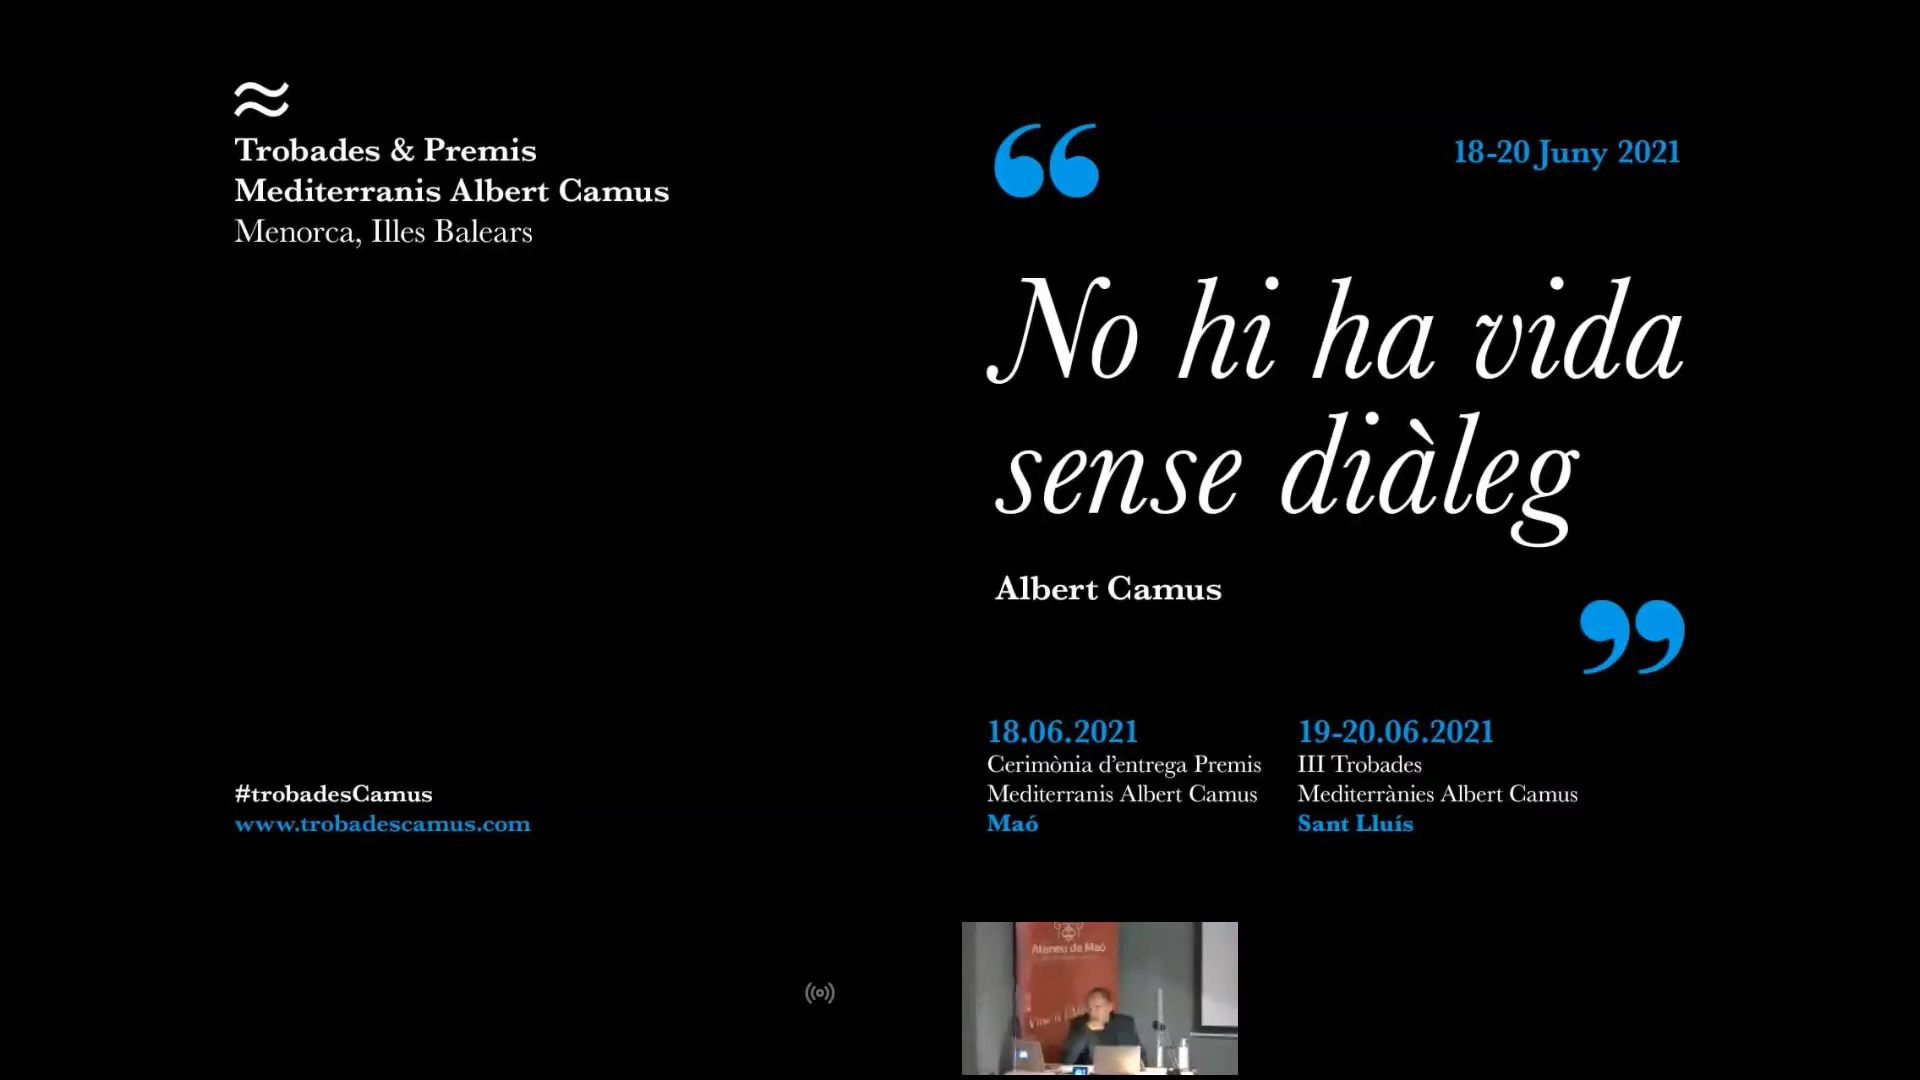 Trobades & Premis
Mediterranis Albert Camus
Menorca, Illes Balears
18-20 Juny 2021
“
No hi ha vida
sense diàleg
Albert Camus
”
18.06.2021
Cerimònia d’entrega Premis
Mediterranis Albert Camus
Maó
19-20.06.2021
III Trobades
Mediterrànies Albert Camus
Sant Lluís
#trobadesCamus
www.trobadescamus.com
Ateneu de Maó